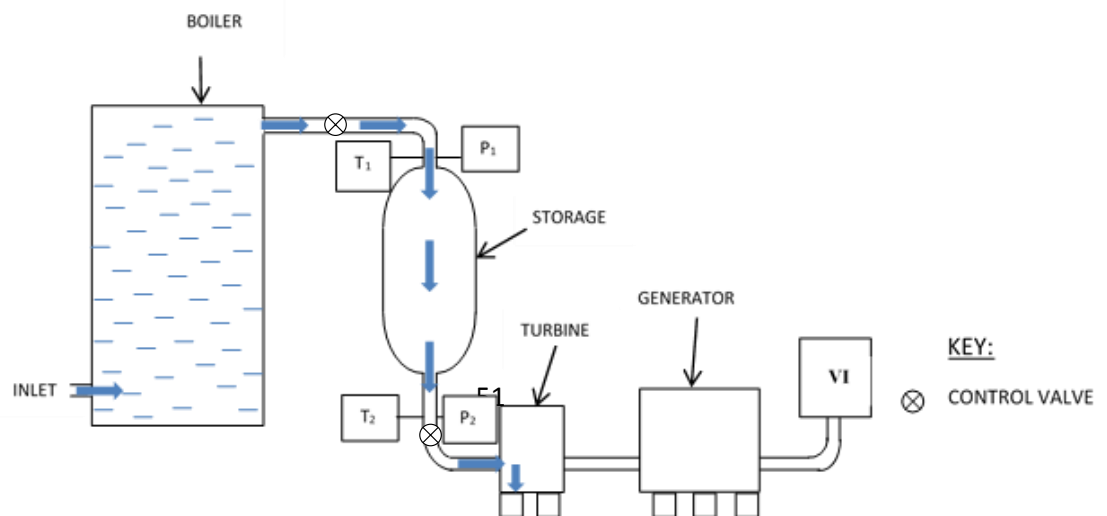 BOILER
T₁
P₁
STORAGE
GENERATOR
TURBINE
VI
KEY:
INLET
CONTROL VALVE
T₂
P₂